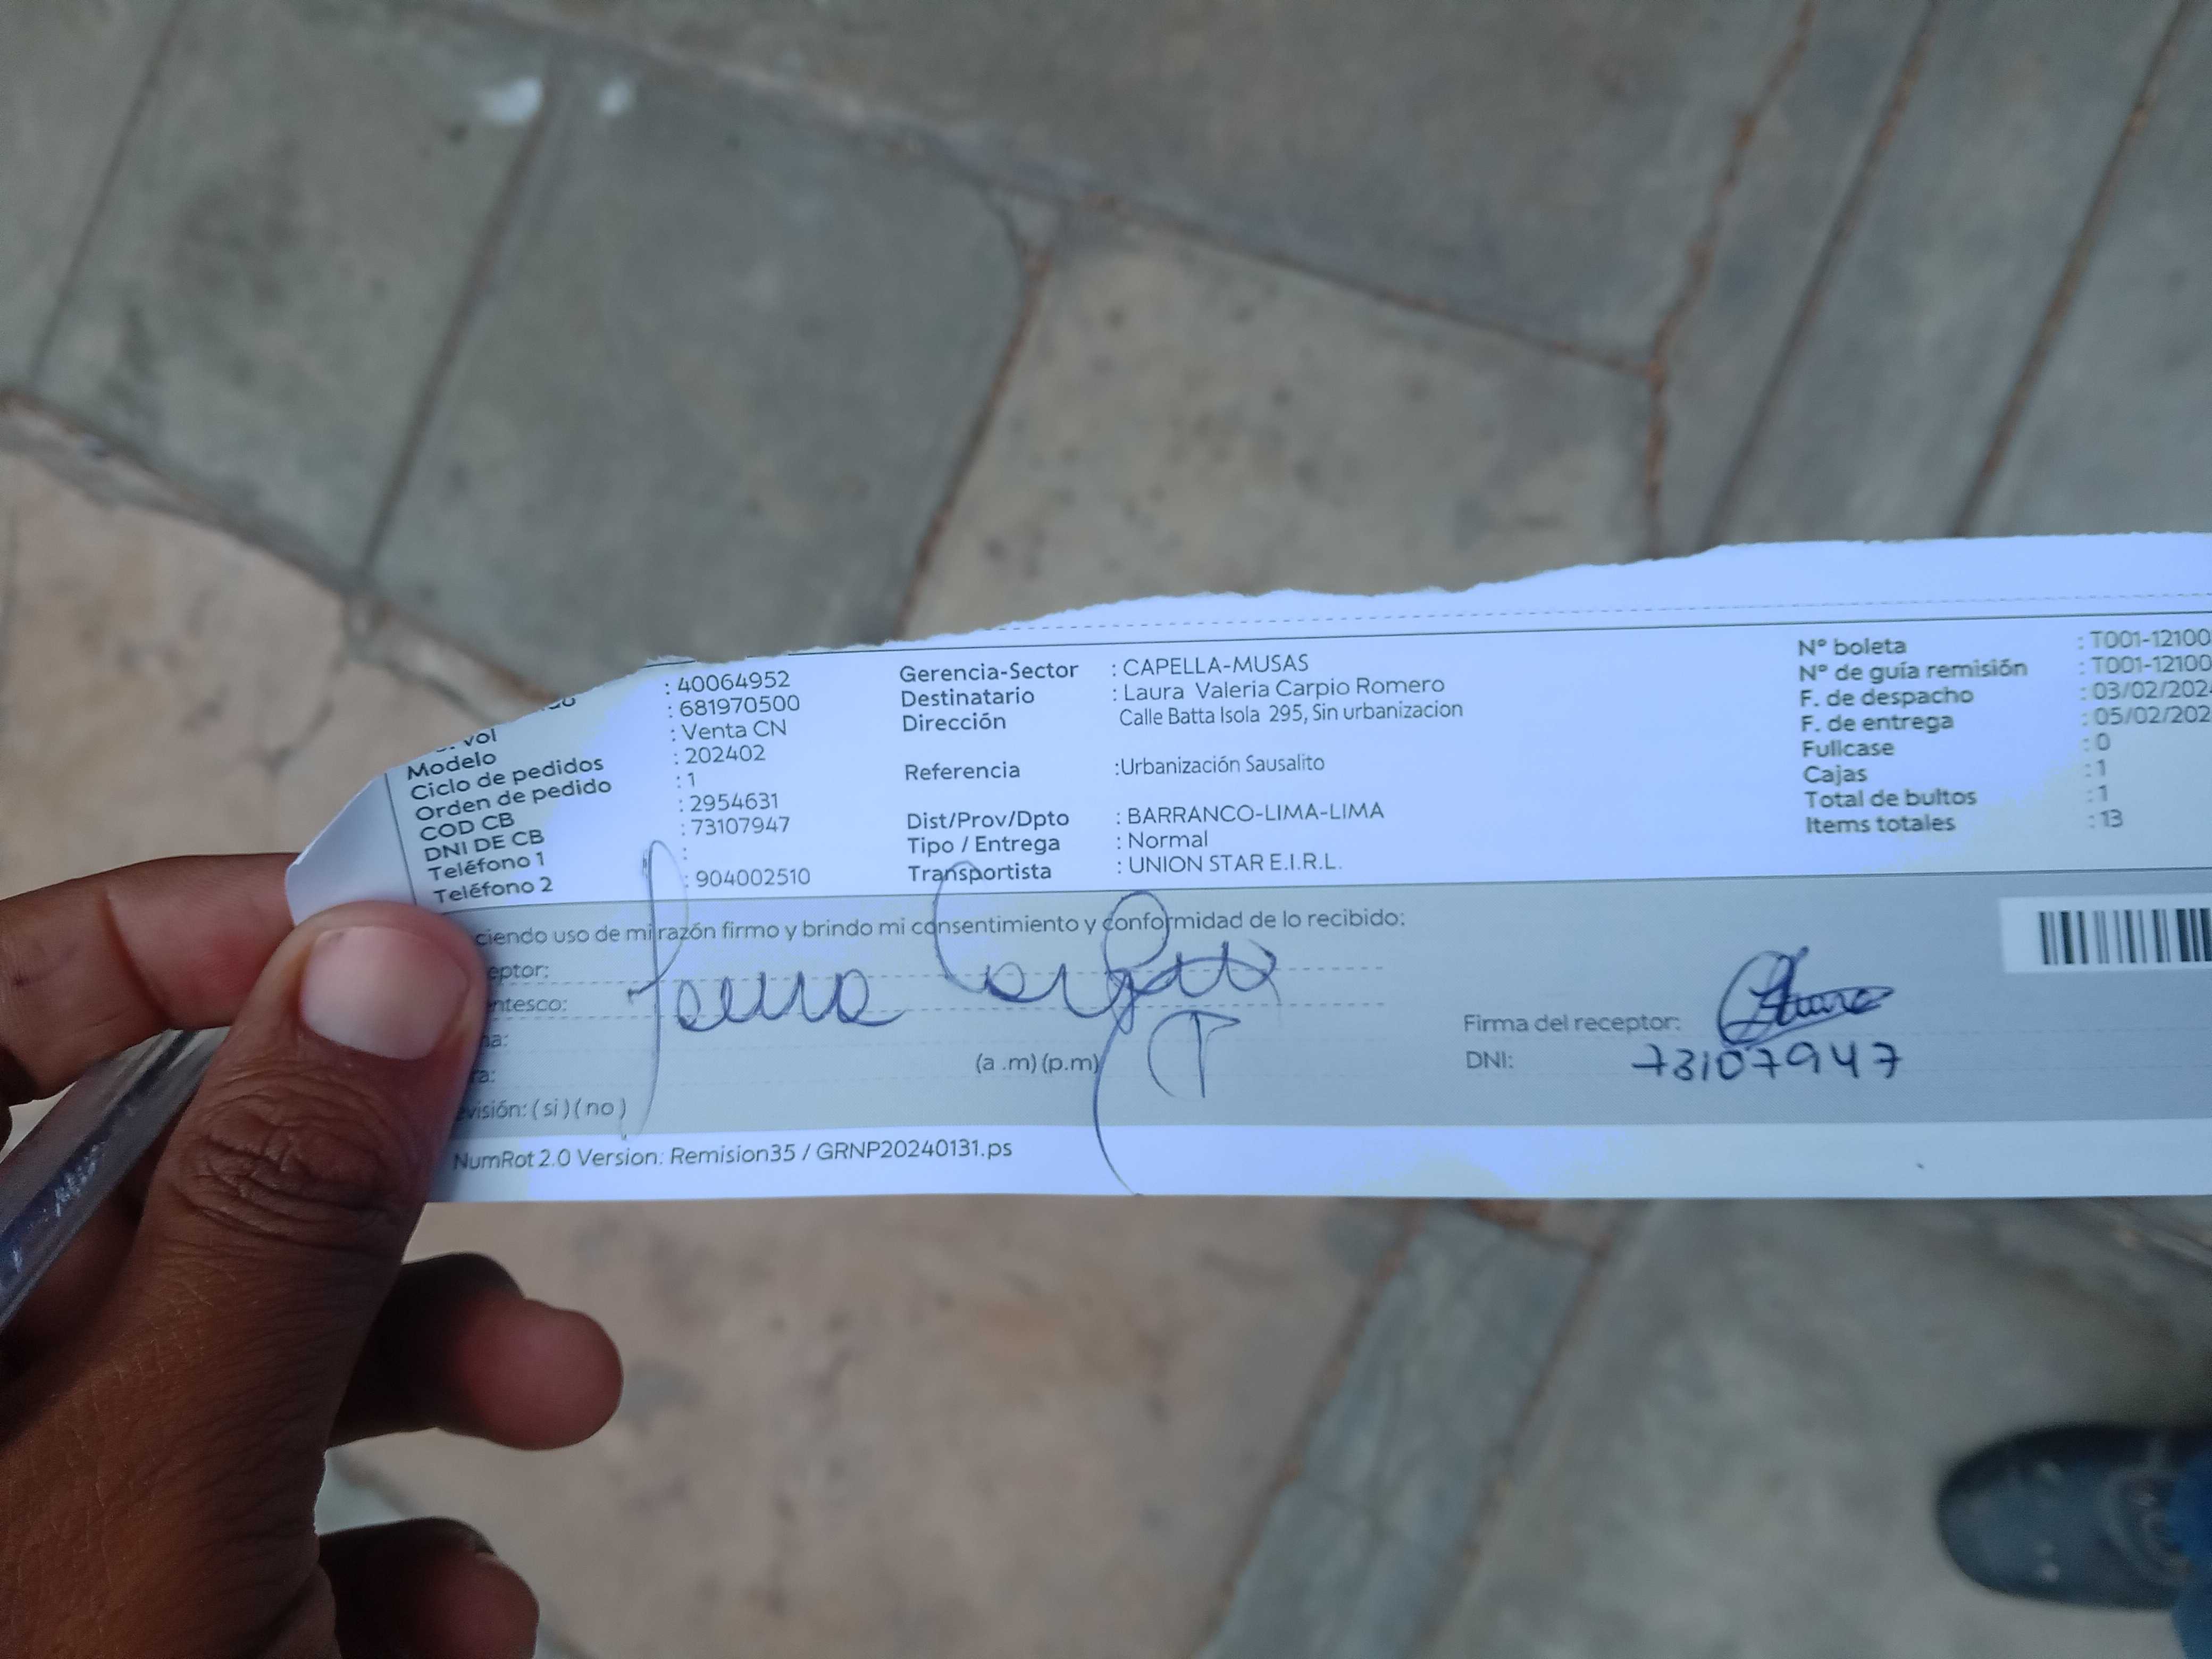 : 40064952
: 681970500
Modelo : Venta CN
Ciclo de pedidos : 202402
Orden de pedido : 1
COD CB : 2954631
DNI DE CB : 73107947
Teléfono 1 :
Teléfono 2 : 904002510
Gerencia-Sector : CAPELLA-MUSAS
Destinatario : Laura Valeria Carpio Romero
Dirección Calle Batta Isola 295, Sin urbanizacion
Referencia :Urbanización Sausalito
Dist/Prov/Dpto : BARRANCO-LIMA-LIMA
Tipo / Entrega : Normal
Transportista : UNION STAR E.I.R.L.
N° boleta : T001-12100
N° de guía remisión : T001-12100
F. de despacho : 03/02/202
F. de entrega : 05/02/202
Fullcase : 0
Cajas : 1
Total de bultos : 1
Items totales : 13
ciendo uso de mi razón firmo y brindo mi consentimiento y conformidad de lo recibido:
eptor:
ntesco:
(a .m) (p.m)
T
evisión: ( si ) ( no )
Firma del receptor:
DNI: 73107947
NumRot 2.0 Version: Remision35 / GRNP20240131.ps